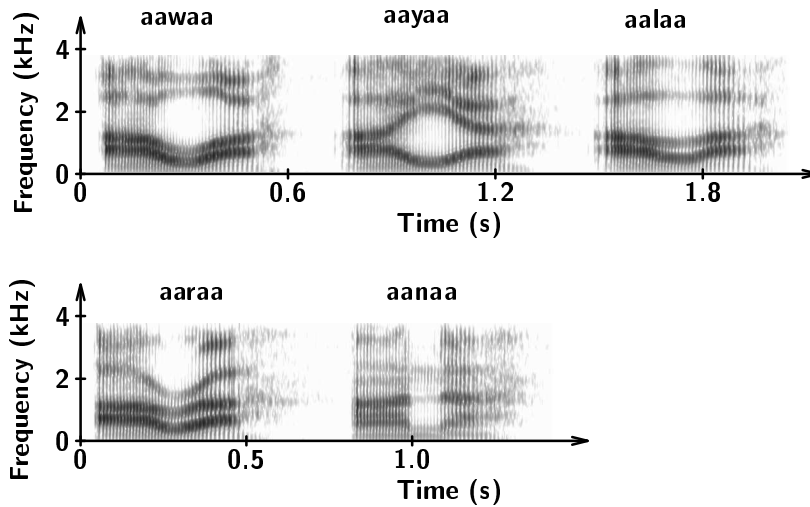 aawaa aayaa aalaa
Frequency (kHz)
4
2
0
0 0.6 1.2 1.8
Time (s)
aaraa aanaa
Frequency (kHz)
4
2
0
0 0.5 1.0
Time (s)